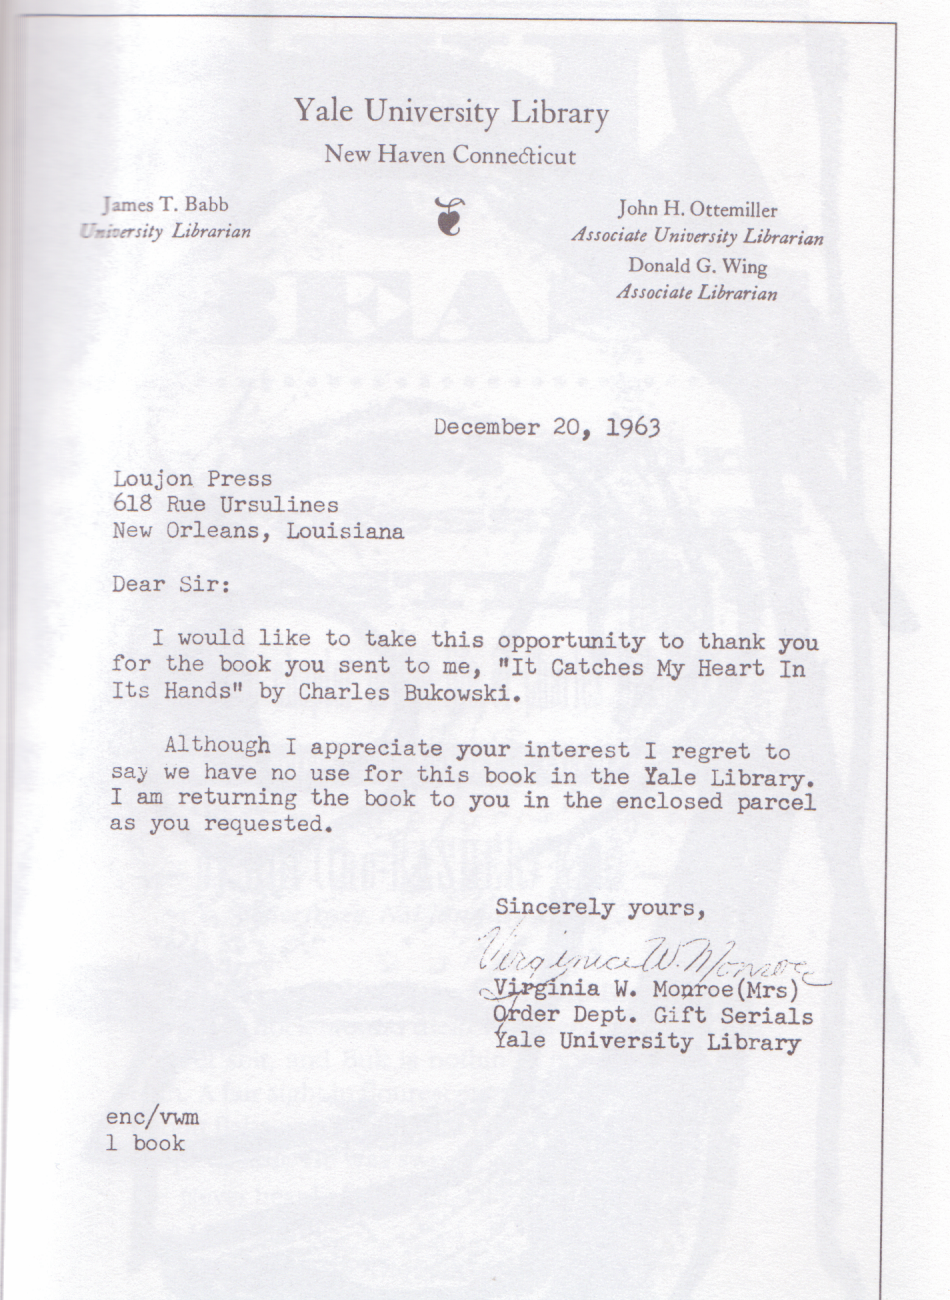 Yale University Library
New Haven Connecticut
James T. Babb
University Librarian
John H. Ottemiller
Associate University Librarian
Donald G. Wing
Associate Librarian
December 20, 1963
Loujon Press
618 Rue Ursulines
New Orleans, Louisiana
Dear Sir:
I would like to take this opportunity to thank you
for the book you sent to me, "It Catches My Heart In
Its Hands" by Charles Bukowski.
Although I appreciate your interest I regret to
say we have no use for this book in the Yale Library.
I am returning the book to you in the enclosed parcel
as you requested.
Sincerely yours,
Virginia W. Monroe
Virginia W. Monroe(Mrs)
Order Dept. Gift Serials
Yale University Library
enc/vwm
1 book